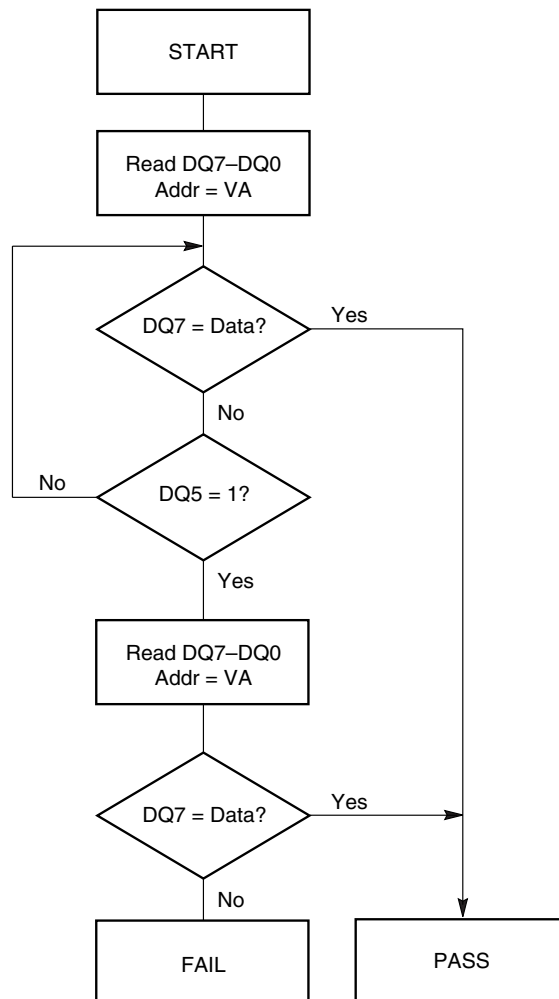 START
Read DQ7–DQ0
Addr = VA
DQ7 = Data?
Yes
No
No
DQ5 = 1?
Yes
Read DQ7–DQ0
Addr = VA
DQ7 = Data?
Yes
No
FAIL
PASS